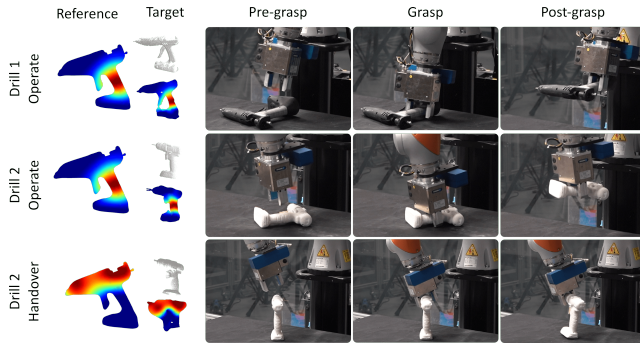 Reference
Target
Pre-grasp
Grasp
Post-grasp
Drill 1
Operate
Drill 2
Operate
Drill 2
Handover